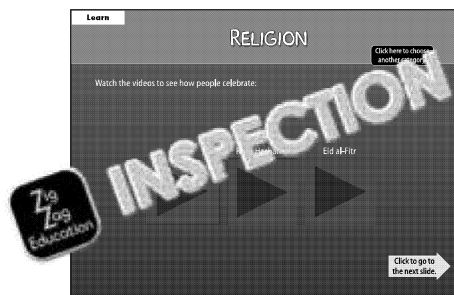 Learn
RELIGION
Click here to choose
another category
Watch the videos to see how people celebrate:
Eid al-Fitr
INSPECTION
Zig
Zag
Education
Click to go to
the next slide.